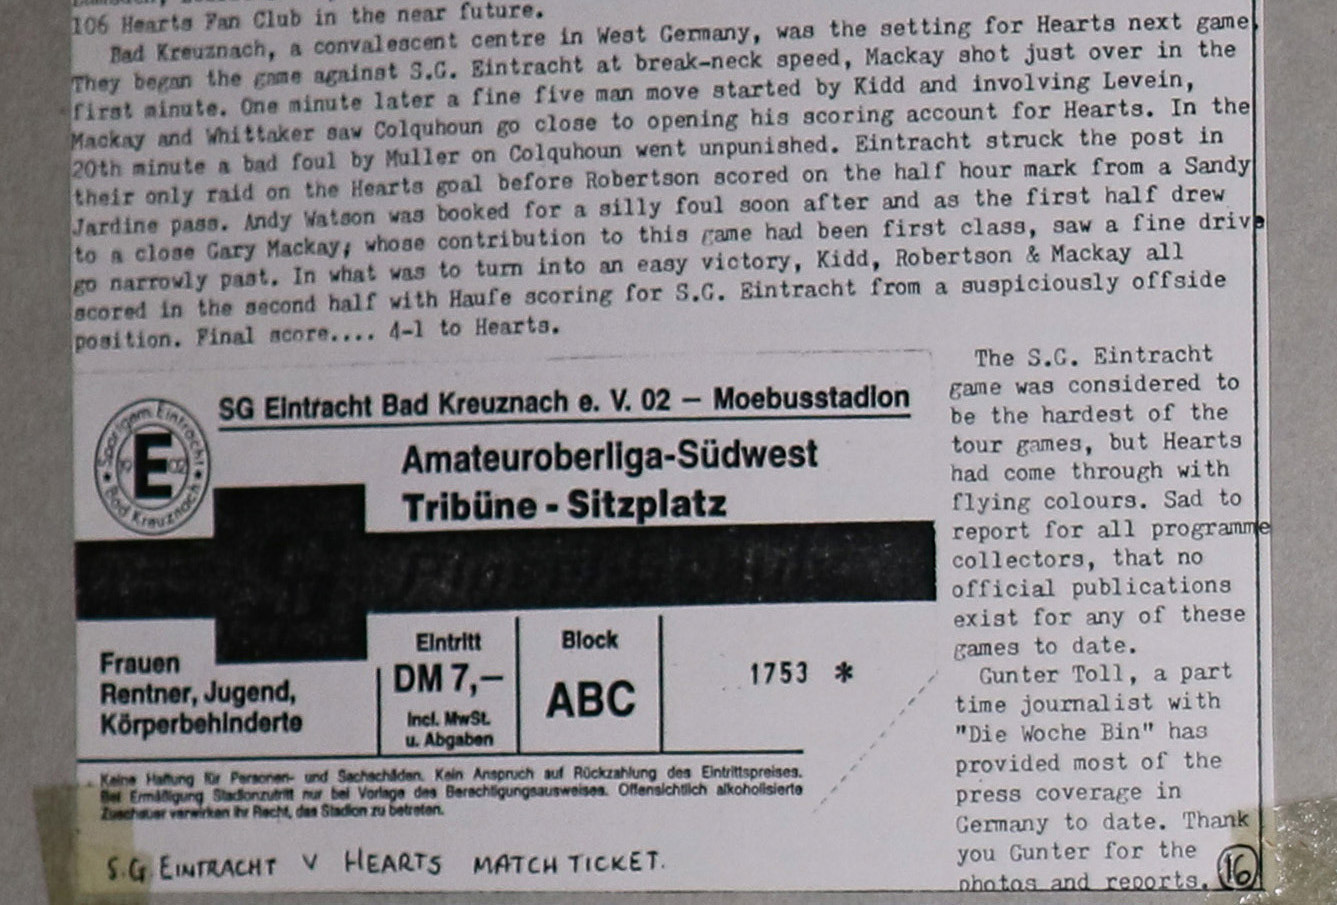 106 Hearts Fan Club in the near future.
Bad Kreuznach, a convalescent centre in West Germany, was the setting for Hearts next game.
They began the game against S.G. Eintracht at break-neck speed, Mackay shot just over in the
first minute. One minute later a fine five man move started by Kidd and involving Levein,
Mackay and Whittaker saw Colquhoun go close to opening his scoring account for Hearts. In the
20th minute a bad foul by Muller on Colquhoun went unpunished. Eintracht struck the post in
their only raid on the Hearts goal before Robertson scored on the half hour mark from a Sandy
Jardine pass. Andy Watson was booked for a silly foul soon after and as the first half drew
to a close Gary Mackay, whose contribution to this game had been first class, saw a fine drive
go narrowly past. In what was to turn into an easy victory, Kidd, Robertson & Mackay all
scored in the second half with Haufe scoring for S.G. Eintracht from a suspiciously offside
position. Final score.... 4-1 to Hearts.
Sportgem. Eintracht
E
19 02
Bad Kreuznach
SG Eintracht Bad Kreuznach e. V. 02 – Moebusstadion
Amateuroberliga-Südwest
Tribüne - Sitzplatz
Frauen
Rentner, Jugend,
Körperbehinderte
Eintritt
DM 7,–
incl. MwSt.
u. Abgaben
Block
ABC
1753 *
Keine Haftung für Personen- und Sachschäden. Kein Anspruch auf Rückzahlung des Eintrittspreises.
Bei Ermäßigung Stadionzutritt nur bei Vorlage des Berechtigungsausweises. Offensichtlich alkoholisierte
Zuschauer verwirken ihr Recht, das Stadion zu betreten.
S.G. EINTRACHT V HEARTS MATCH TICKET.
The S.G. Eintracht
game was considered to
be the hardest of the
tour games, but Hearts
had come through with
flying colours. Sad to
report for all programme
collectors, that no
official publications
exist for any of these
games to date.
Gunter Toll, a part
time journalist with
"Die Woche Bin" has
provided most of the
press coverage in
Germany to date. Thank
you Gunter for the
photos and reports.
16